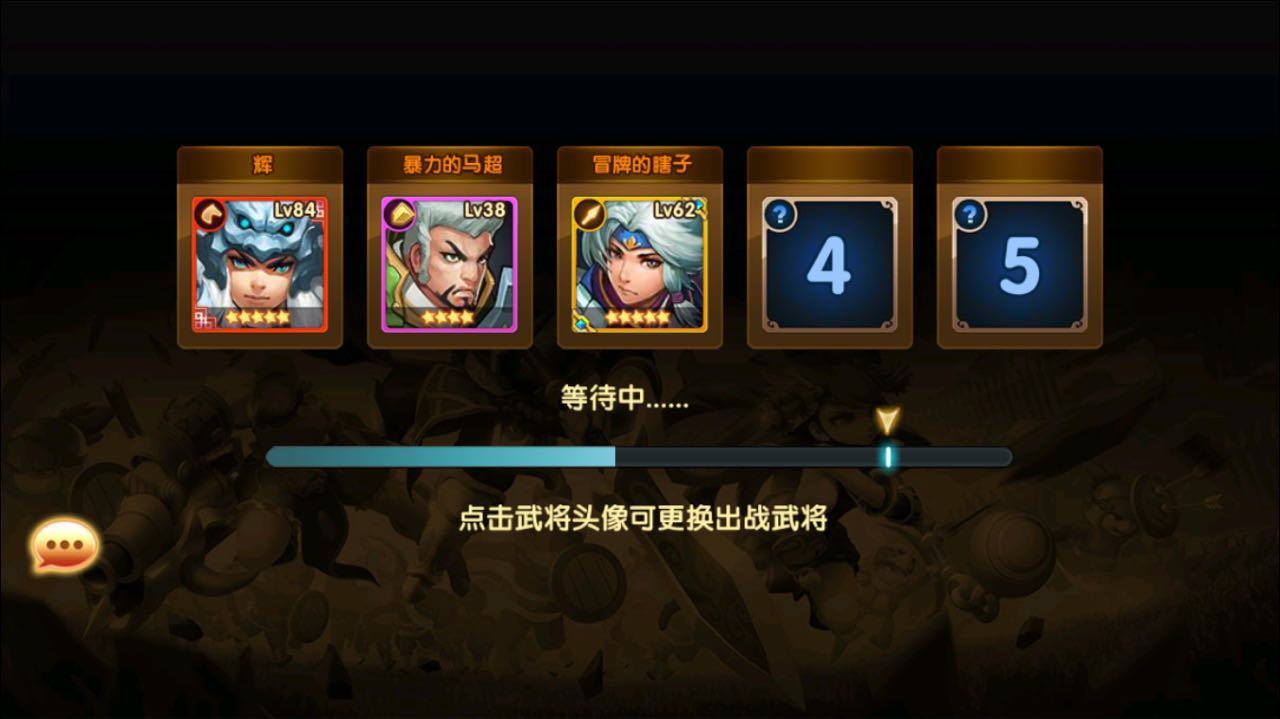 辉
暴力的马超
冒牌的瞎子
Lv84
Lv38
Lv62
?
4
?
5
等待中......
点击武将头像可更换出战武将